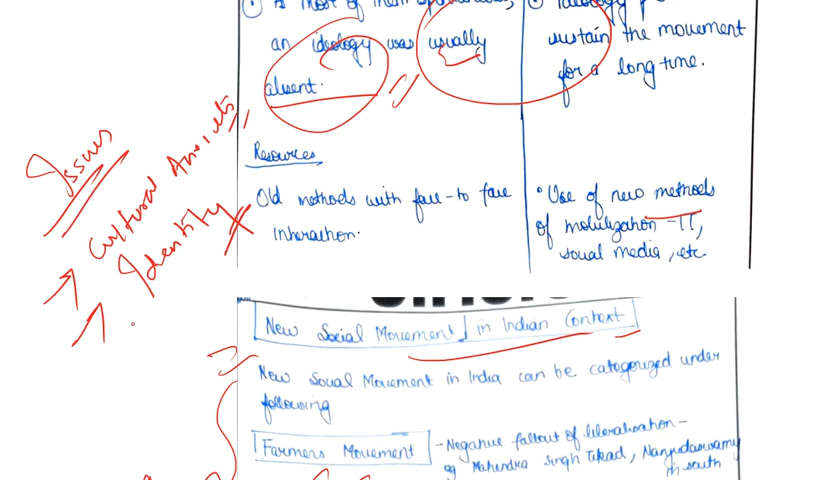 an ideology was usually
absent.
sustain the movement
for a long time.
Issues
→ Cultural
→ Identity
Resources
Old methods with face-to face
interaction.
• Use of new methods
of mobilization - IT,
social media, etc
New Social Movement in Indian Context
New Social Movement in India can be categorized under
following
Farmers Movement - Negative fallout of liberalisation -
eg Mahendra Singh Tikait, Nanjudaswamy
in south